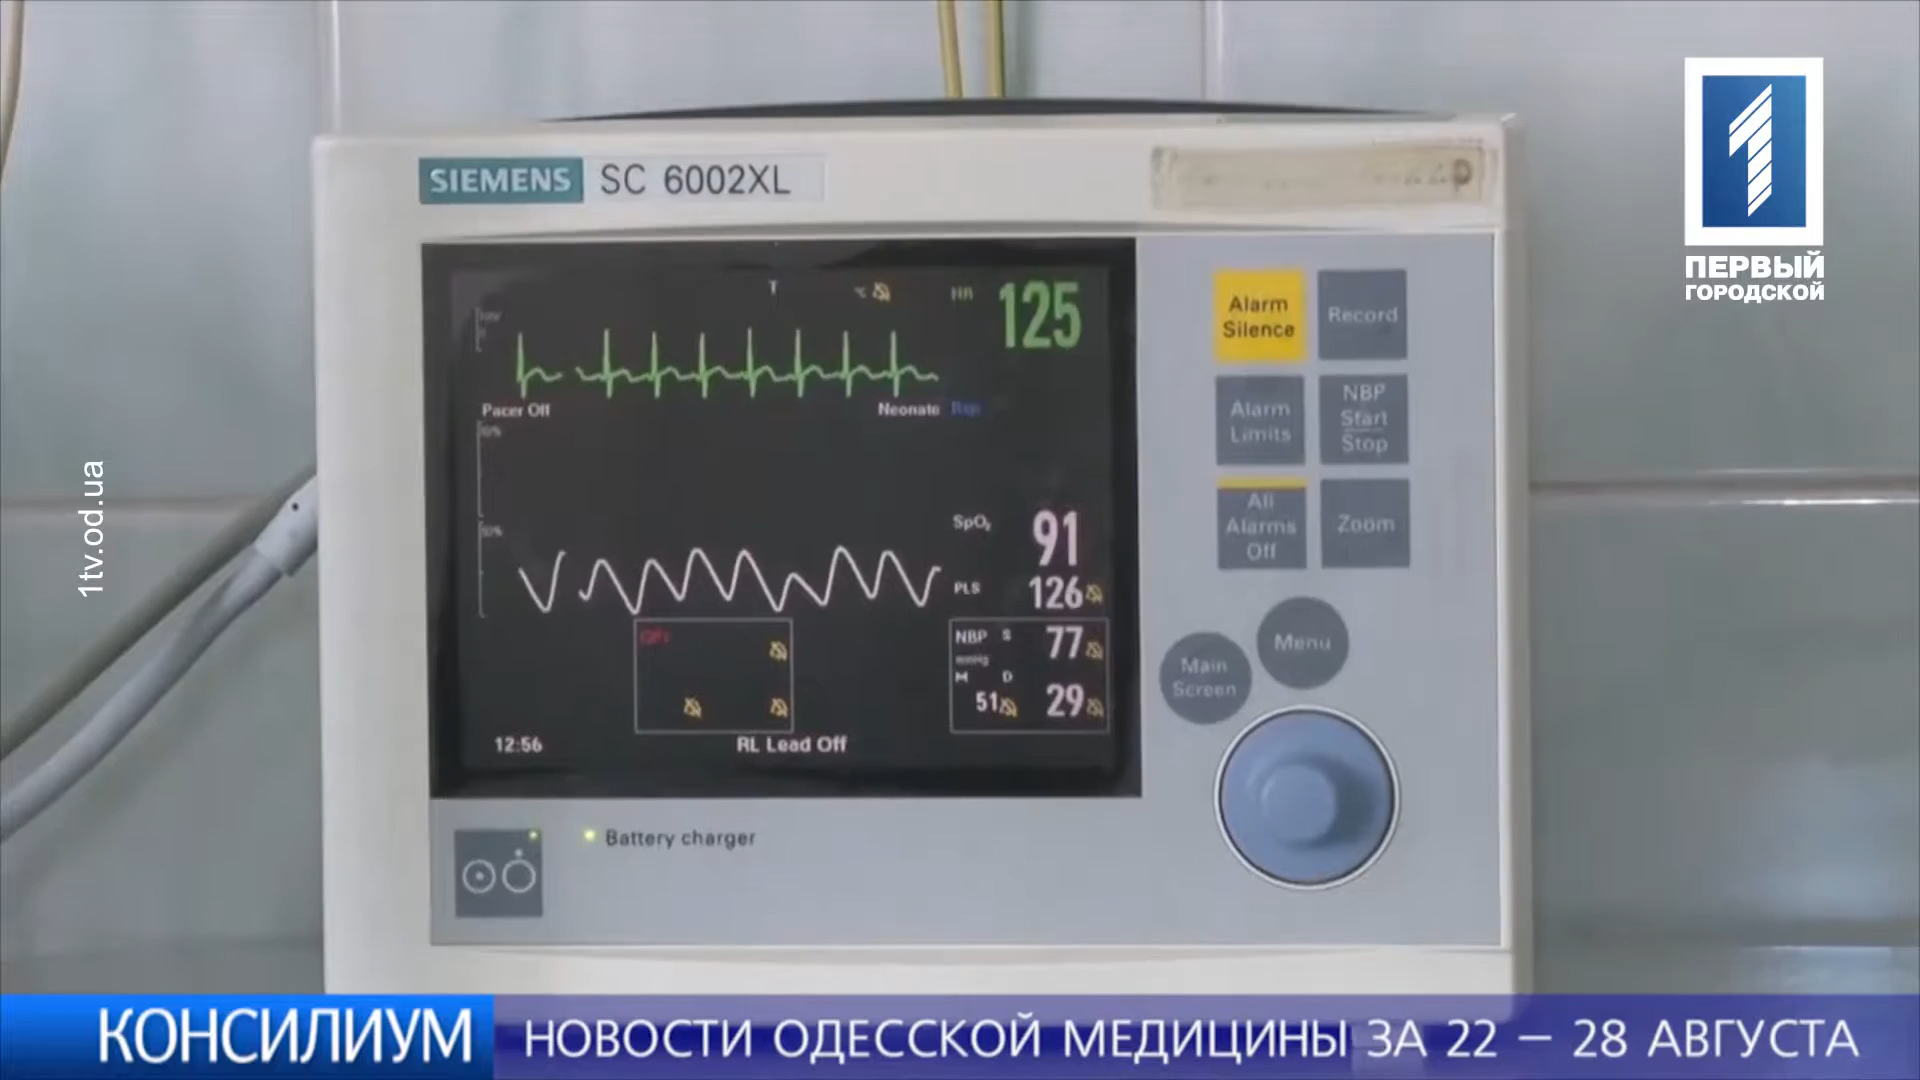 SIEMENS SC 6002XL
ПЕРВЫЙ
ГОРОДСКОЙ
1tv.od.ua
T °C HR 125
Pacer Off Neonate
SpO₂ 91
PLS 126
NBP S 77
mmHg
M D
51 29
12:56 RL Lead Off
Alarm
Silence
Record
Alarm
Limits
NBP
Start
Stop
All
Alarms
Off
Zoom
Menu
Main
Screen
Battery charger
КОНСИЛИУМ НОВОСТИ ОДЕССКОЙ МЕДИЦИНЫ ЗА 22 – 28 АВГУСТА